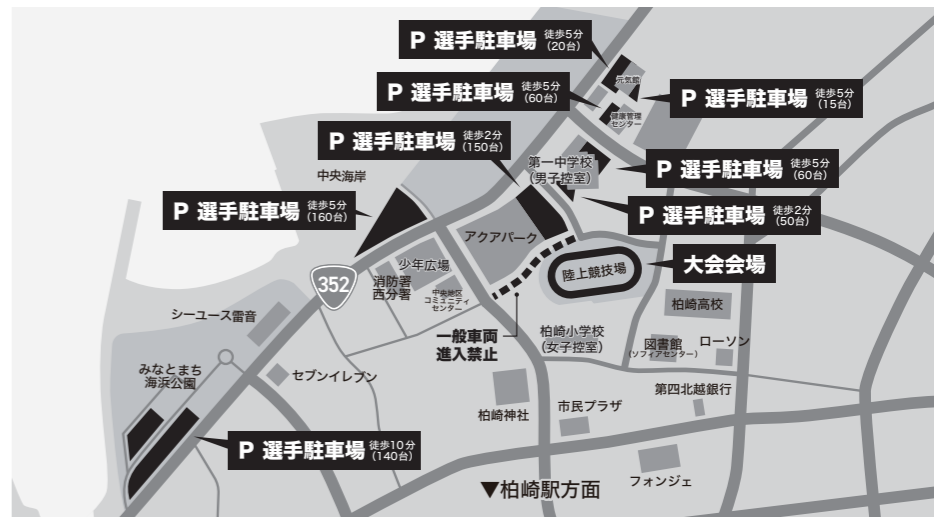 P 選手駐車場 徒歩5分
(20台)
元気館
P 選手駐車場 徒歩5分
(60台)
P 選手駐車場 徒歩5分
(15台)
健康管理
センター
P 選手駐車場 徒歩2分
(150台)
第一中学校
(男子控室)
P 選手駐車場 徒歩5分
(60台)
中央海岸
P 選手駐車場 徒歩5分
(160台)
P 選手駐車場 徒歩2分
(50台)
アクアパーク
大会会場
陸上競技場
少年広場
消防署
西分署
中央地区
コミュニティ
センター
352
柏崎高校
シーユース雷音
一般車両
進入禁止
柏崎小学校
(女子控室)
図書館
(ソフィアセンター)
ローソン
みなとまち
海浜公園
セブンイレブン
第四北越銀行
柏崎神社
市民プラザ
P 選手駐車場 徒歩10分
(140台)
フォンジェ
▼柏崎駅方面